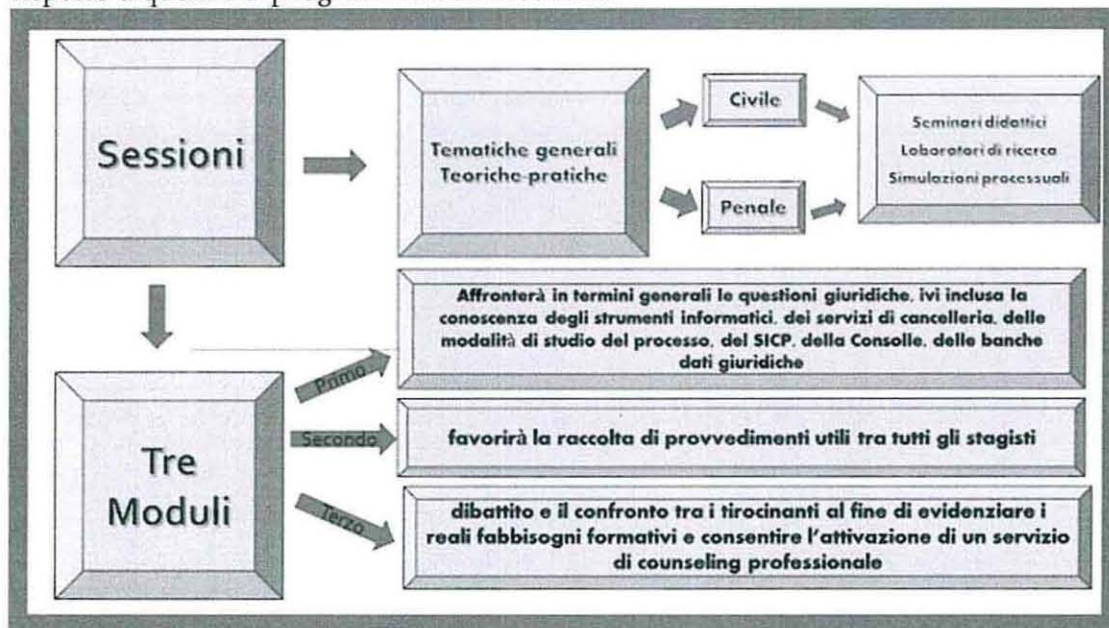 Sessioni
Tematiche generali
Teoriche-pratiche
Civile
Penale
Seminari didattici
Laboratori di ricerca
Simulazioni processuali
Tre
Moduli
Primo
Affronterà in termini generali le questioni giuridiche, ivi inclusa la
conoscenza degli strumenti informatici, dei servizi di cancelleria, delle
modalità di studio del processo, del SICP, della Consolle, delle banche
dati giuridiche
Secondo
favorirà la raccolta di provvedimenti utili tra tutti gli stagisti
Terzo
dibattito e il confronto tra i tirocinanti al fine di evidenziare i
reali fabbisogni formativi e consentire l'attivazione di un servizio
di counseling professionale